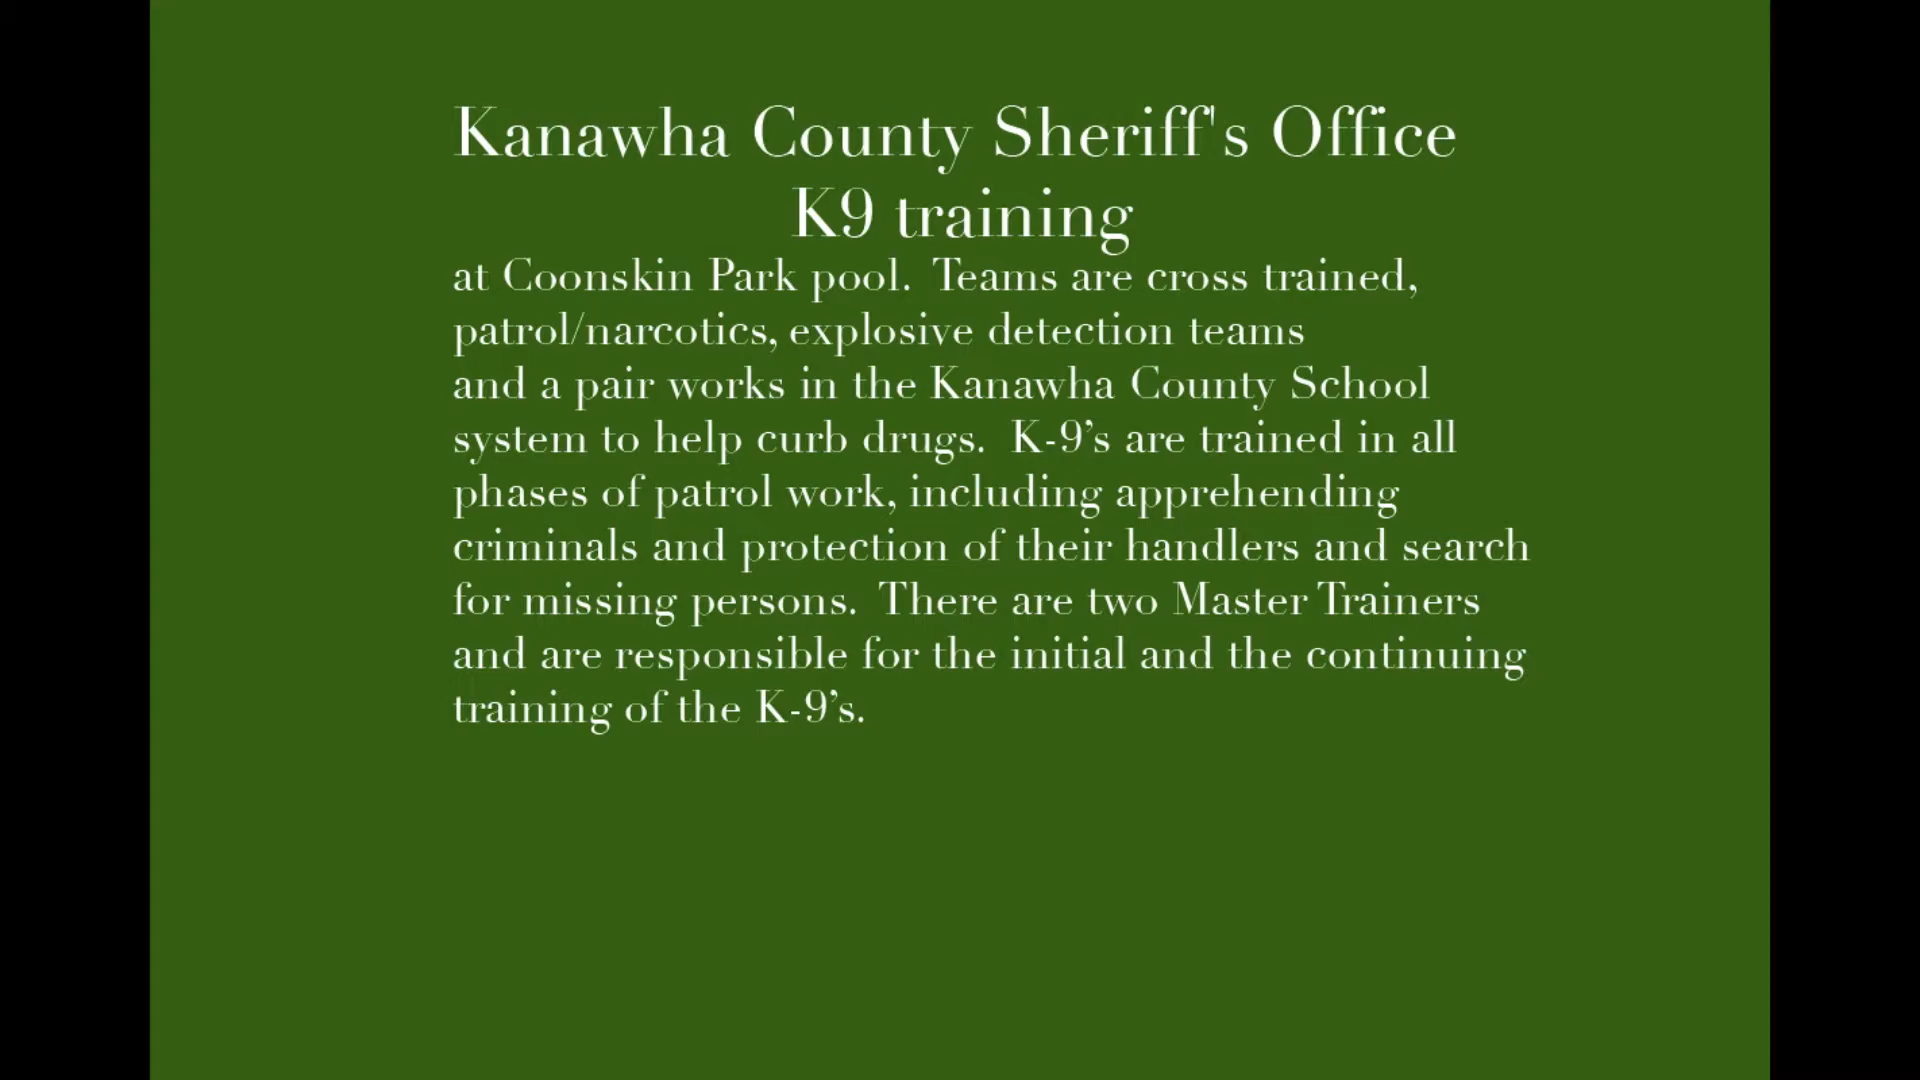 Kanawha County Sheriff's Office
K9 training
at Coonskin Park pool.  Teams are cross trained,
patrol/narcotics, explosive detection teams
and a pair works in the Kanawha County School
system to help curb drugs.  K-9’s are trained in all
phases of patrol work, including apprehending
criminals and protection of their handlers and search
for missing persons.  There are two Master Trainers
and are responsible for the initial and the continuing
training of the K-9’s.